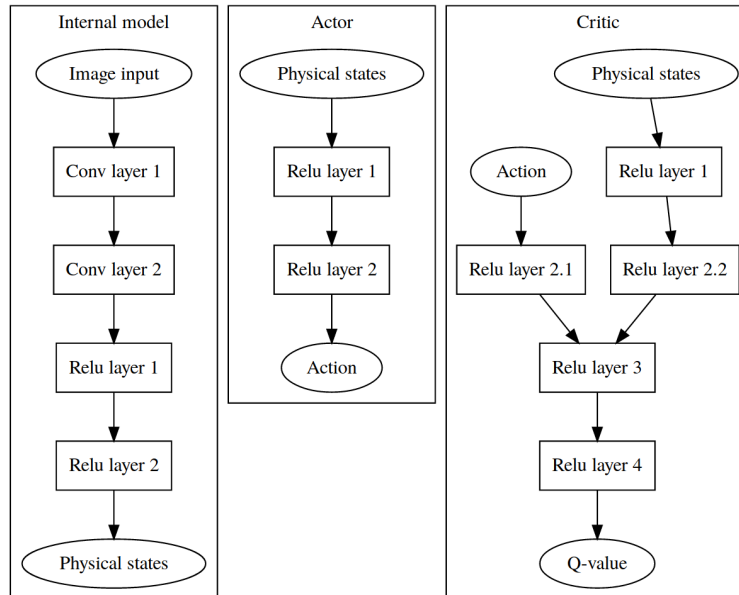 Internal model
Image input
Conv layer 1
Conv layer 2
Relu layer 1
Relu layer 2
Physical states
Actor
Physical states
Relu layer 1
Relu layer 2
Action
Critic
Physical states
Action
Relu layer 1
Relu layer 2.1
Relu layer 2.2
Relu layer 3
Relu layer 4
Q-value